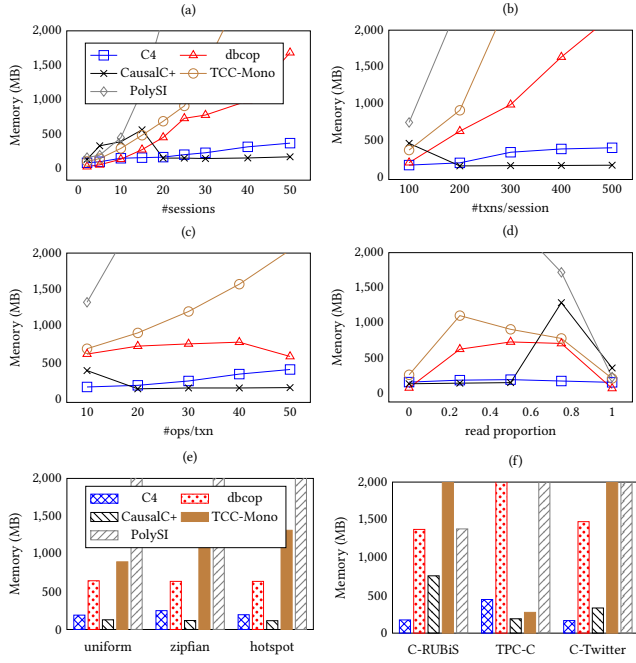 (a)
2,000
1,500
1,000
500
0
Memory (MB)
C4
dbcop
CausalC+
TCC-Mono
PolySI
0
10
20
30
40
50
#sessions
(b)
2,000
1,500
1,000
500
0
Memory (MB)
100
200
300
400
500
#txns/session
(c)
2,000
1,500
1,000
500
0
Memory (MB)
10
20
30
40
50
#ops/txn
(d)
2,000
1,500
1,000
500
0
Memory (MB)
0
0.2
0.4
0.6
0.8
1
read proportion
(e)
2,000
1,500
1,000
500
0
Memory (MB)
C4
dbcop
CausalC+
TCC-Mono
PolySI
uniform
zipfian
hotspot
(f)
2,000
1,500
1,000
500
0
Memory (MB)
C-RUBiS
TPC-C
C-Twitter